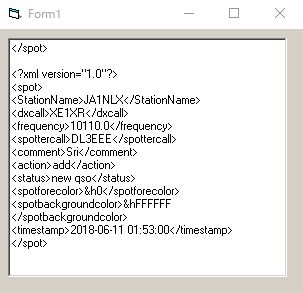 Form1
</spot>
<?xml version="1.0"?>
<spot>
<StationName>JA1NLX</StationName>
<dxcall>XE1XR</dxcall>
<frequency>10110.0</frequency>
<spottercall>DL3EEE</spottercall>
<comment>Sri</comment>
<action>add</action>
<status>new qso</status>
<spotforecolor>&h0</spotforecolor>
<spotbackgroundcolor>&hFFFFFF
</spotbackgroundcolor>
<timestamp>2018-06-11 01:53:00</timestamp>
</spot>